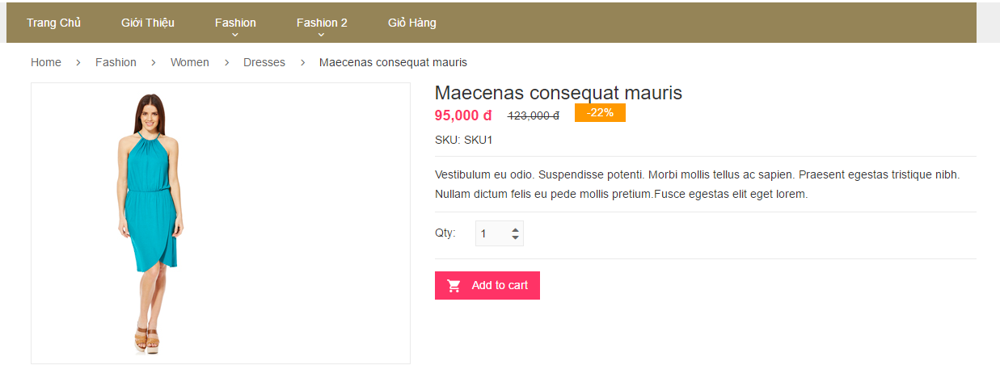 Trang Chủ Giới Thiệu Fashion Fashion 2 Giỏ Hàng
Home > Fashion > Women > Dresses > Maecenas consequat mauris
Maecenas consequat mauris
95,000 đ 123,000 đ -22%
SKU: SKU1
Vestibulum eu odio. Suspendisse potenti. Morbi mollis tellus ac sapien. Praesent egestas tristique nibh.
Nullam dictum felis eu pede mollis pretium.Fusce egestas elit eget lorem.
Qty: 1
Add to cart